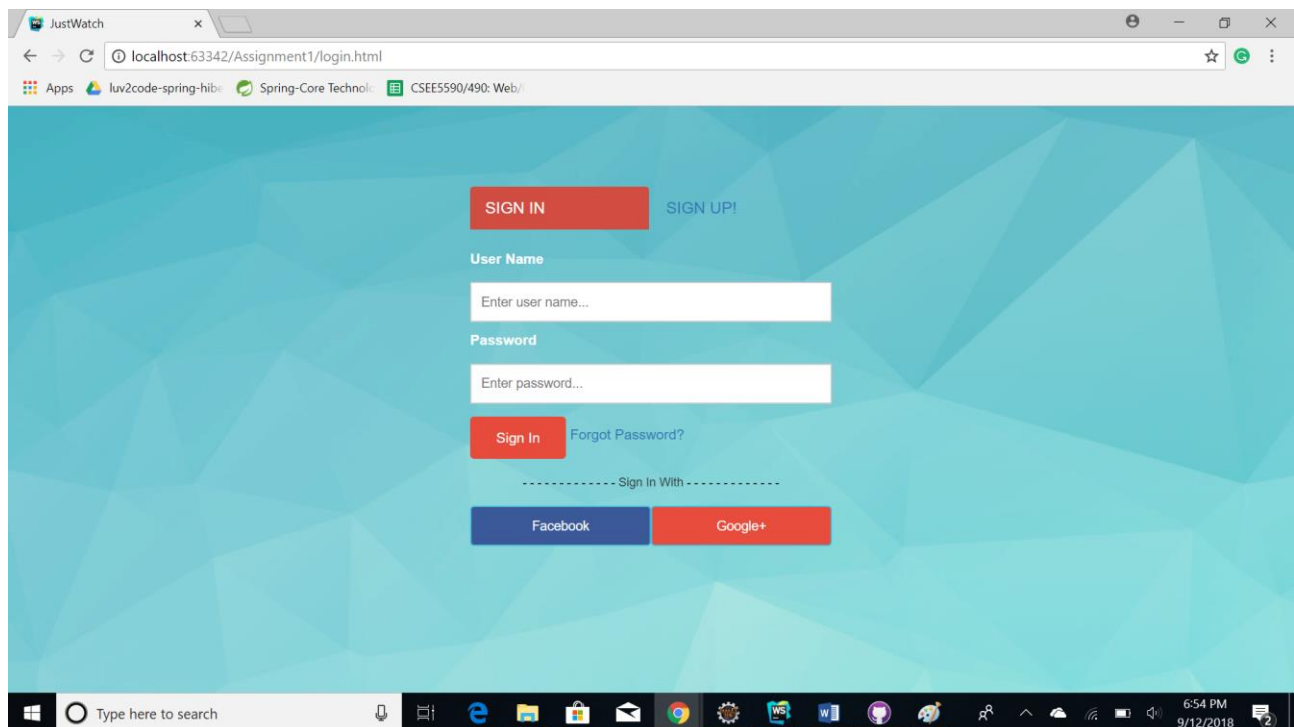 JustWatch
localhost:63342/Assignment1/login.html
Apps luv2code-spring-hibe Spring-Core Technolo CSEE5590/490: Web/
SIGN IN SIGN UP!
User Name
Enter user name...
Password
Enter password...
Sign In Forgot Password?
- - - - - - - - - - - - - Sign In With - - - - - - - - - - - - -
Facebook Google+
Type here to search
6:54 PM
9/12/2018
2